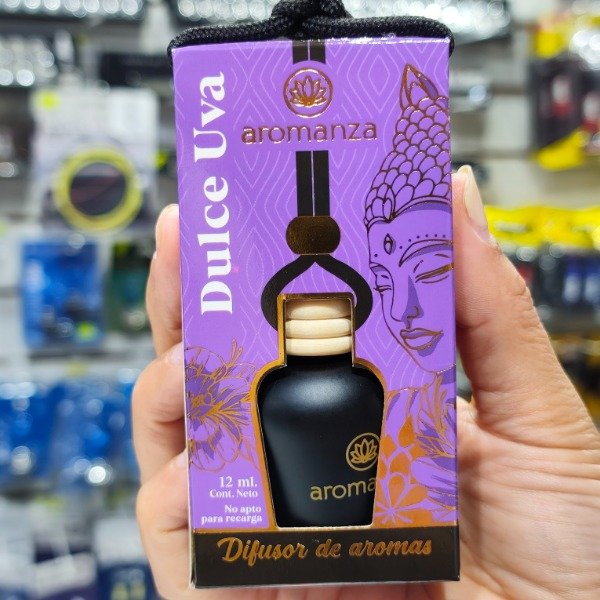 aromanza
Dulce Uva
12 ml.
Cont. Neto
No apto
para recarga
aroma
Difusor de aromas